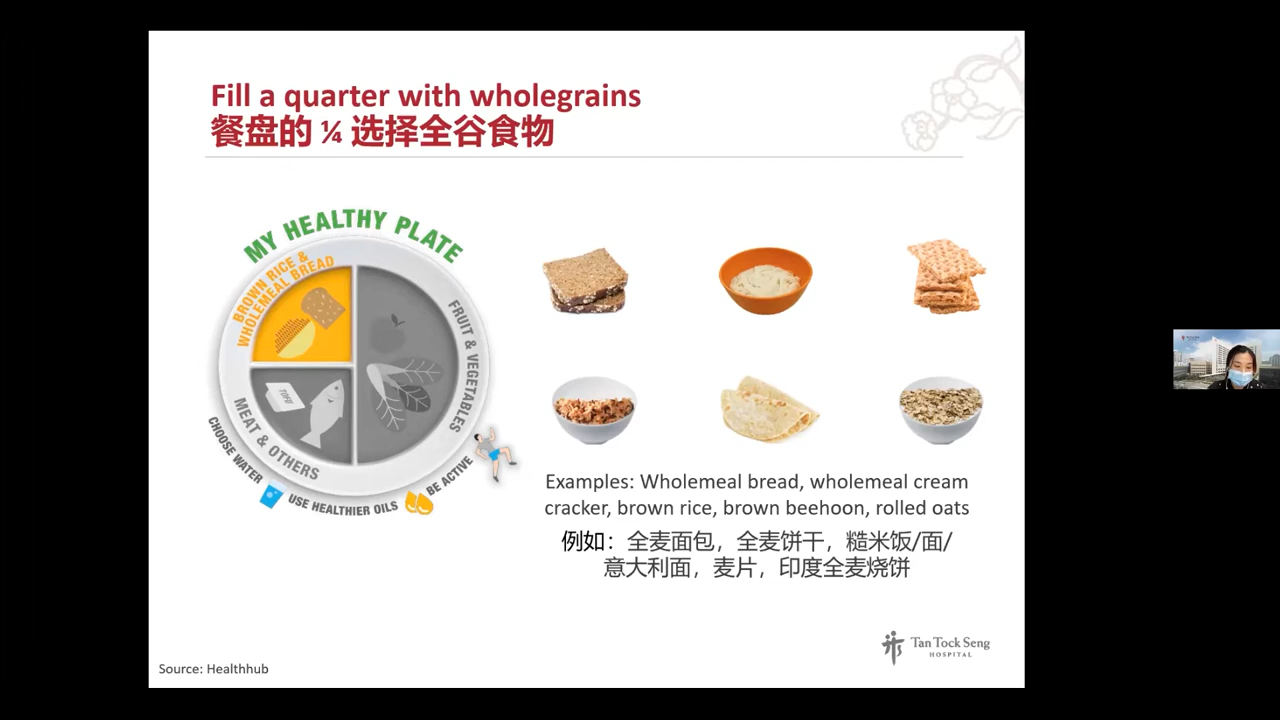 Fill a quarter with wholegrains
餐盘的 ¼ 选择全谷食物
MY HEALTHY PLATE
BROWN RICE &
WHOLEMEAL BREAD
FRUIT & VEGETABLES
TOFU
MEAT & OTHERS
CHOOSE WATER
USE HEALTHIER OILS
BE ACTIVE
Examples: Wholemeal bread, wholemeal cream
cracker, brown rice, brown beehoon, rolled oats
例如：全麦面包，全麦饼干，糙米饭/面/
意大利面，麦片，印度全麦烧饼
Tan Tock Seng
HOSPITAL
Source: Healthhub